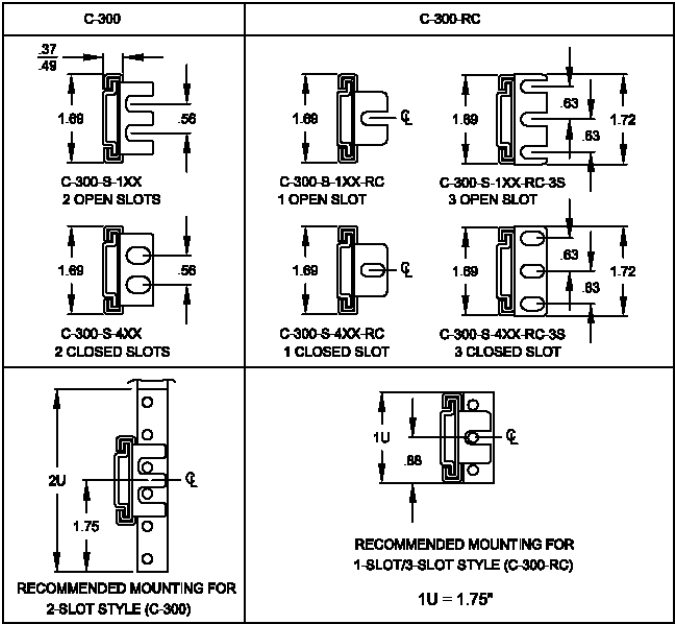 C-300
C-300-RC
.37
.49
1.69
.56
C-300-S-1XX
2 OPEN SLOTS
1.69
℄
C-300-S-1XX-RC
1 OPEN SLOT
1.69
.63
.63
1.72
C-300-S-1XX-RC-3S
3 OPEN SLOT
1.69
.56
C-300-S-4XX
2 CLOSED SLOTS
1.69
℄
C-300-S-4XX-RC
1 CLOSED SLOT
1.69
.63
.63
1.72
C-300-S-4XX-RC-3S
3 CLOSED SLOT
2U
1.75
℄
RECOMMENDED MOUNTING FOR
2-SLOT STYLE (C-300)
1U
.88
℄
RECOMMENDED MOUNTING FOR
1-SLOT/3-SLOT STYLE (C-300-RC)
1U = 1.75"